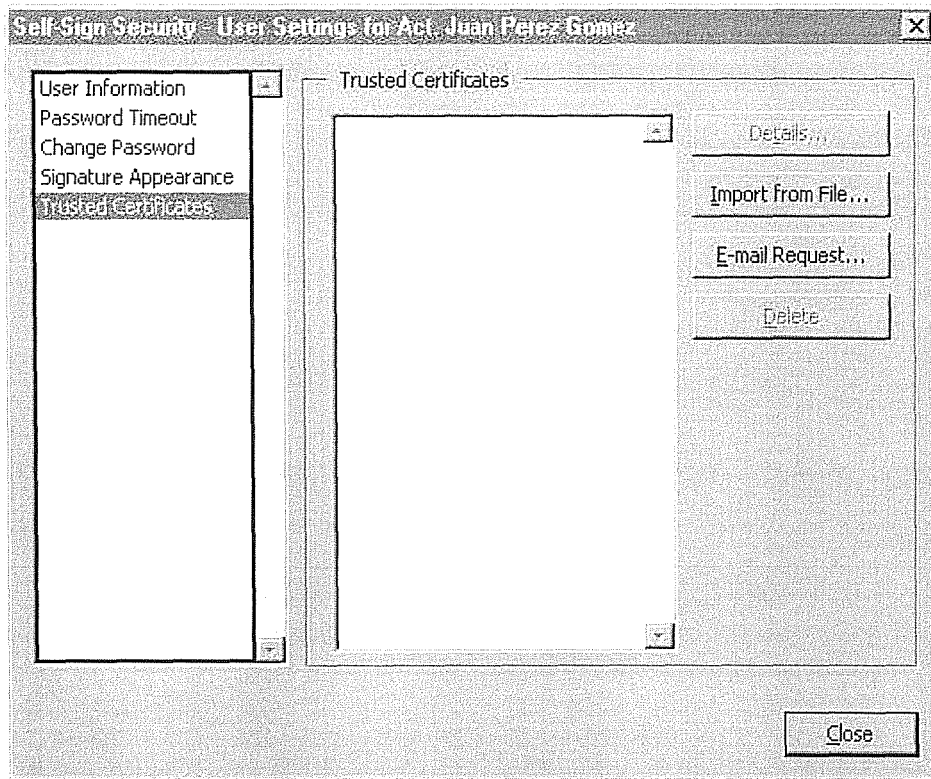 Self-Sign Security - User Settings for Act. Juan Perez Gomez
User Information
Password Timeout
Change Password
Signature Appearance
Trusted Certificates
Trusted Certificates
Details...
Import from File...
E-mail Request...
Delete
Close